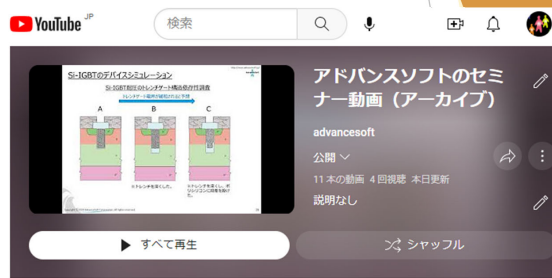 YouTube JP
検索
Si-IGBTのデバイスシミュレーション
Si-IGBT耐圧のトレンチゲート構造依存性調査
A B C
アドバンスソフトのセミ
ナー動画（アーカイブ）
advancesoft
公開
11 本の動画 4 回視聴 本日更新
説明なし
すべて再生
シャッフル